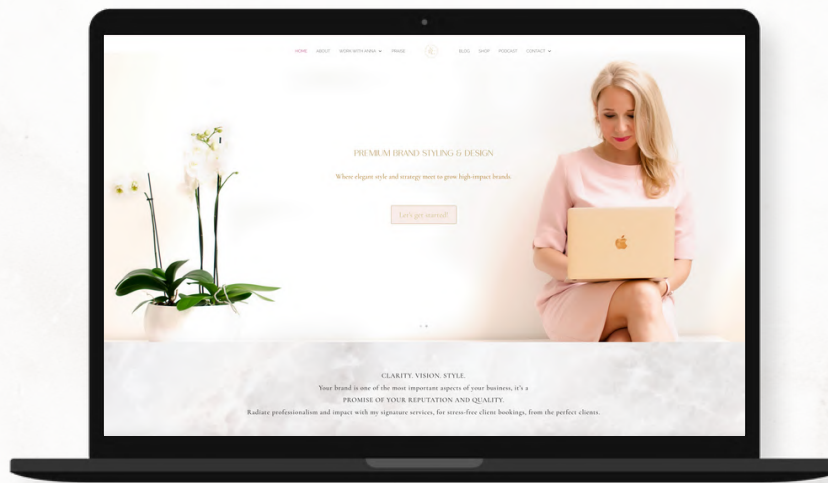 HOME ABOUT WORK WITH ANNA PRAISE BLOG SHOP PODCAST CONTACT
PREMIUM BRAND STYLING & DESIGN
Where elegant style and strategy meet to grow high-impact brands.
Let's get started!
CLARITY. VISION. STYLE.
Your brand is one of the most important aspects of your business, it's a
PROMISE OF YOUR REPUTATION AND QUALITY.
Radiate professionalism and impact with my signature services, for stress-free client bookings, from the perfect clients.